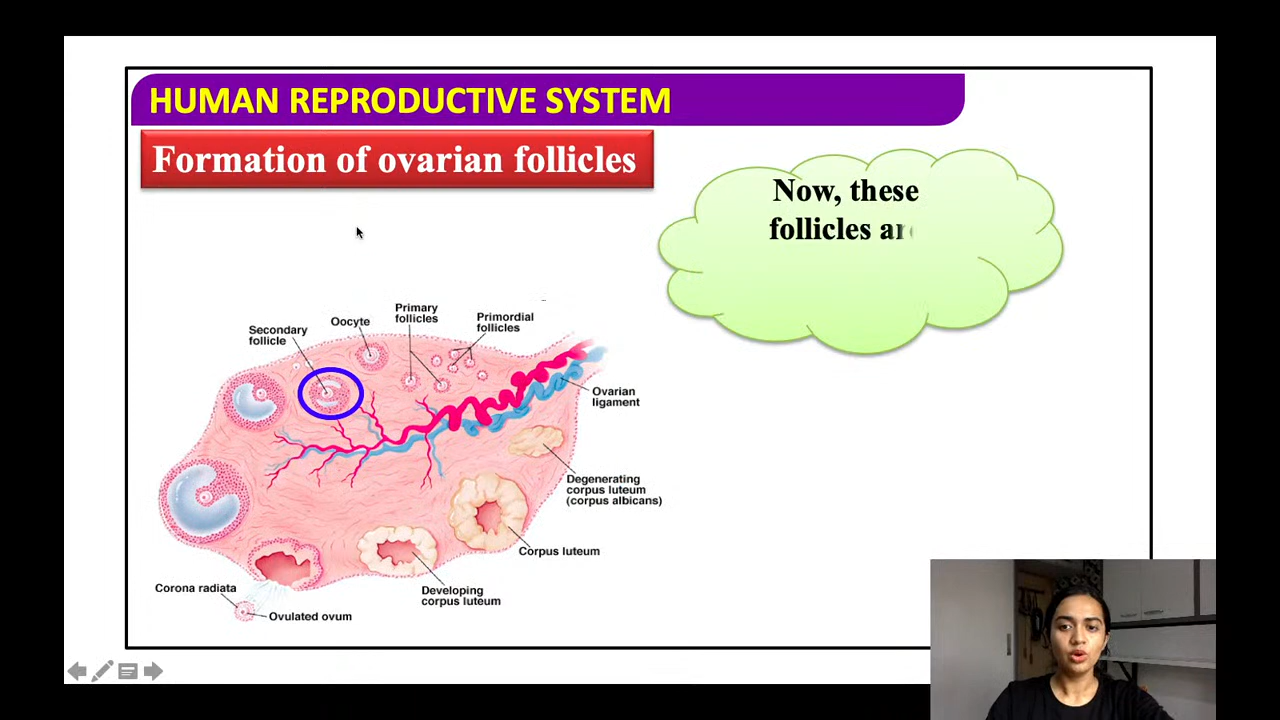 HUMAN REPRODUCTIVE SYSTEM
Formation of ovarian follicles
Now, these
follicles are
Secondary
follicle
Oocyte
Primary
follicles
Primordial
follicles
Ovarian
ligament
Degenerating
corpus luteum
(corpus albicans)
Corpus luteum
Developing
corpus luteum
Corona radiata
Ovulated ovum